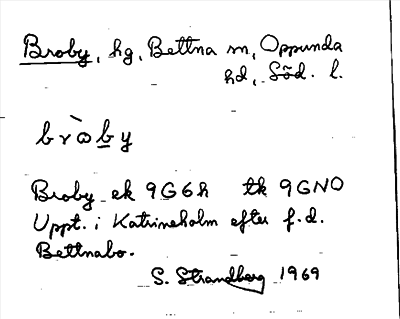 Broby, hg, Bettna sn, Oppunda
hd, Söd. l.
bròby
Broby ek 9G6h tk 9GNO
Uppt. i Katrineholm efter f.d.
Bettnabo.
S. Strandberg 1969